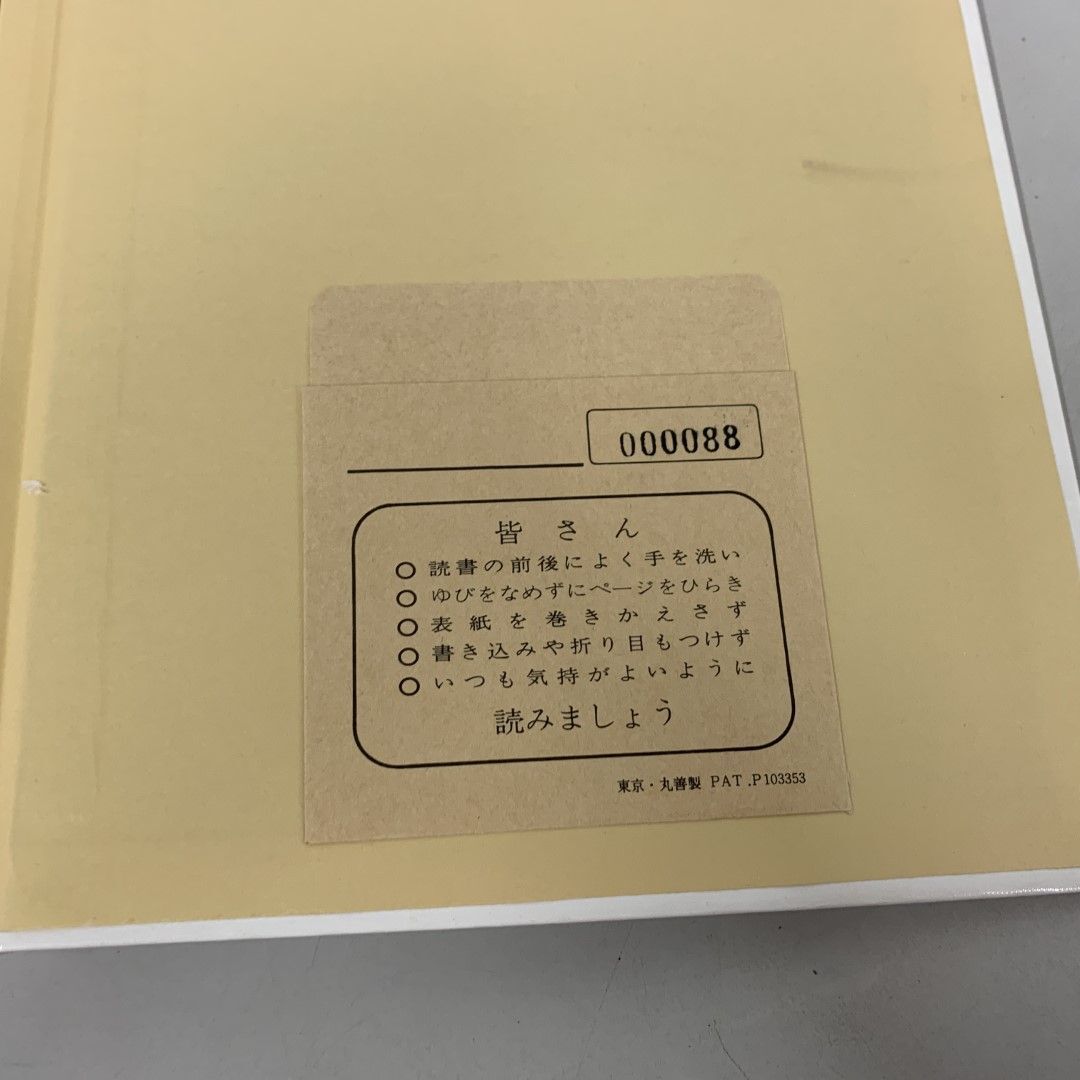 000088
皆さん
○ 読書の前後によく手を洗い
○ ゆびをなめずにページをひらき
○ 表紙を巻きかえさず
○ 書き込みや折り目もつけず
○ いつも気持がよいように
読みましょう
東京・丸善製 PAT.P103353